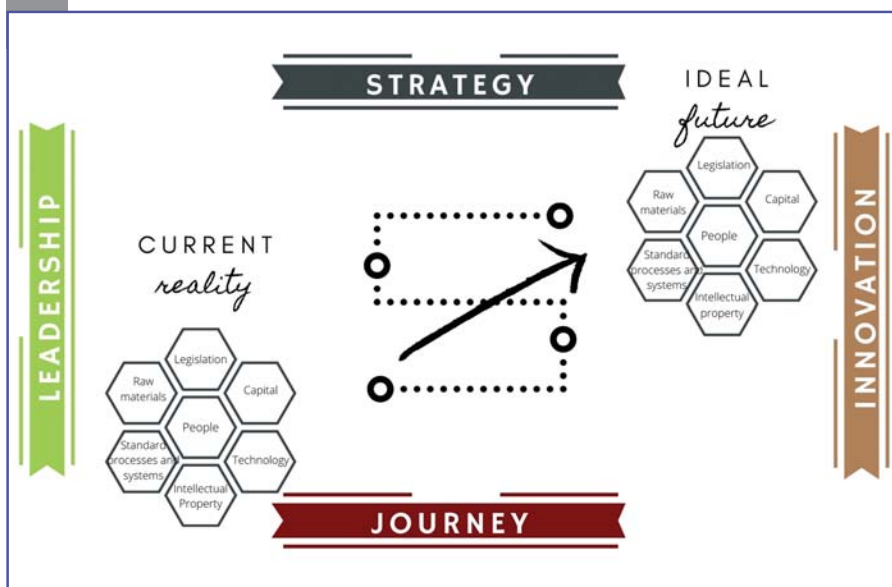 STRATEGY
IDEAL
future
Legislation
Raw
materials
Capital
People
Standard
processes and
systems
Technology
Intellectual
property
LEADERSHIP
INNOVATION
CURRENT
reality
Legislation
Raw
materials
Capital
People
Standard
processes and
systems
Technology
Intellectual
Property
JOURNEY